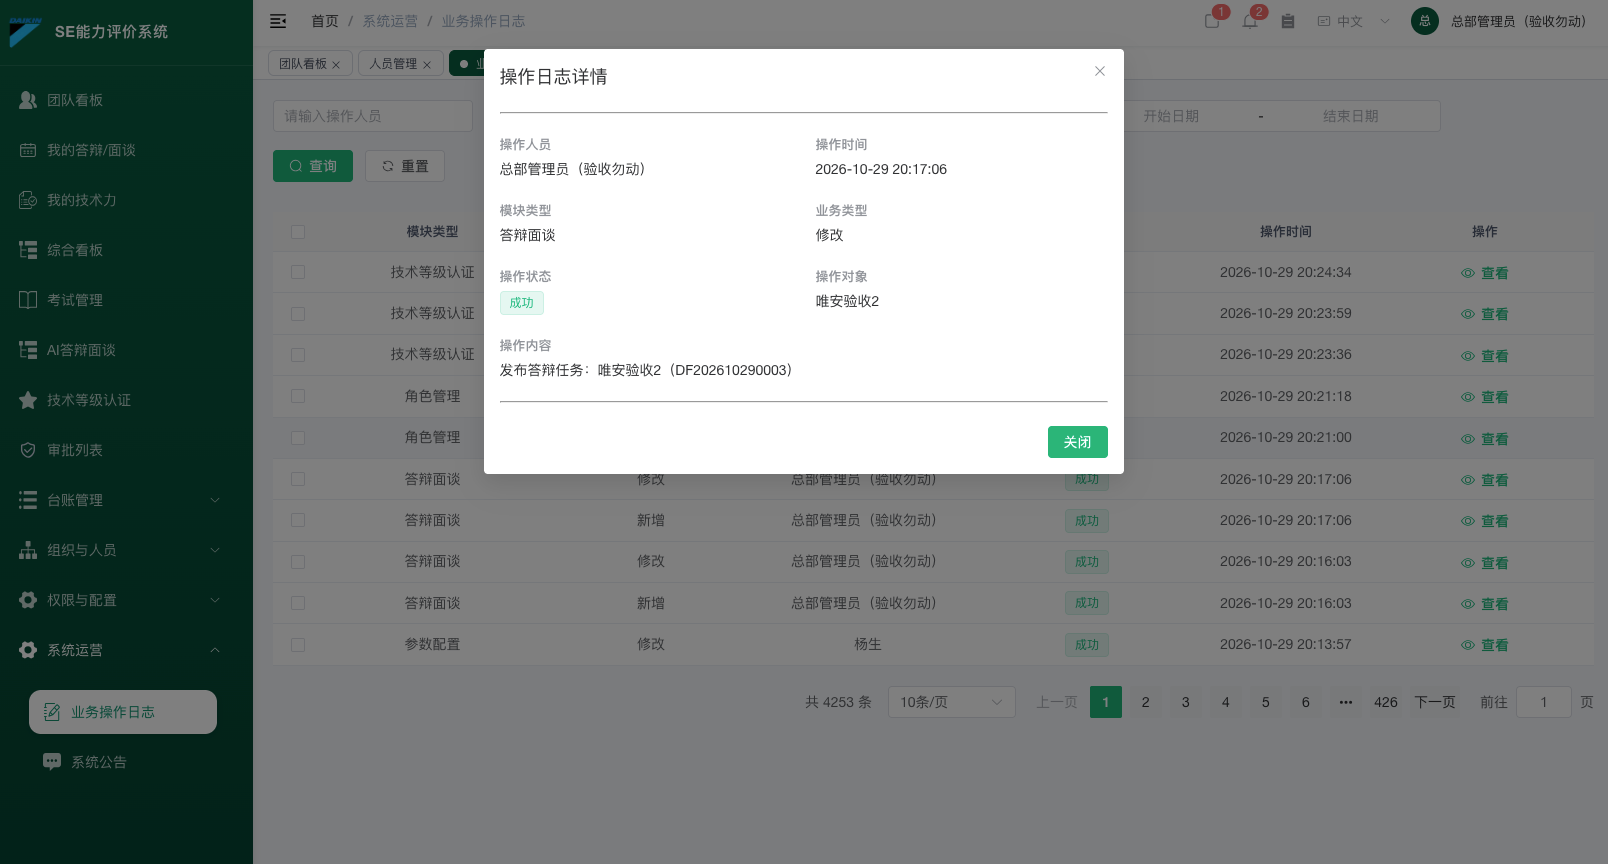 DAIKIN
SE能力评价系统
首页 / 系统运营 / 业务操作日志
1
2
中文
总
总部管理员（验收勿动）
团队看板
人员管理
团队看板
我的答辩/面谈
我的技术力
综合看板
考试管理
AI答辩面谈
技术等级认证
审批列表
台账管理
组织与人员
权限与配置
系统运营
业务操作日志
系统公告
请输入操作人员
开始日期 - 结束日期
查询
重置
操作日志详情
操作人员
总部管理员（验收勿动）
操作时间
2026-10-29 20:17:06
模块类型
答辩面谈
业务类型
修改
操作状态
成功
操作对象
唯安验收2
操作内容
发布答辩任务：唯安验收2（DF202610290003）
关闭
模块类型 操作时间 操作
技术等级认证 2026-10-29 20:24:34 查看
技术等级认证 2026-10-29 20:23:59 查看
技术等级认证 2026-10-29 20:23:36 查看
角色管理 2026-10-29 20:21:18 查看
角色管理 2026-10-29 20:21:00 查看
答辩面谈 修改 总部管理员（验收勿动） 成功 2026-10-29 20:17:06 查看
答辩面谈 新增 总部管理员（验收勿动） 成功 2026-10-29 20:17:06 查看
答辩面谈 修改 总部管理员（验收勿动） 成功 2026-10-29 20:16:03 查看
答辩面谈 新增 总部管理员（验收勿动） 成功 2026-10-29 20:16:03 查看
参数配置 修改 杨生 成功 2026-10-29 20:13:57 查看
共 4253 条 10条/页 上一页 1 2 3 4 5 6 ••• 426 下一页 前往 1 页